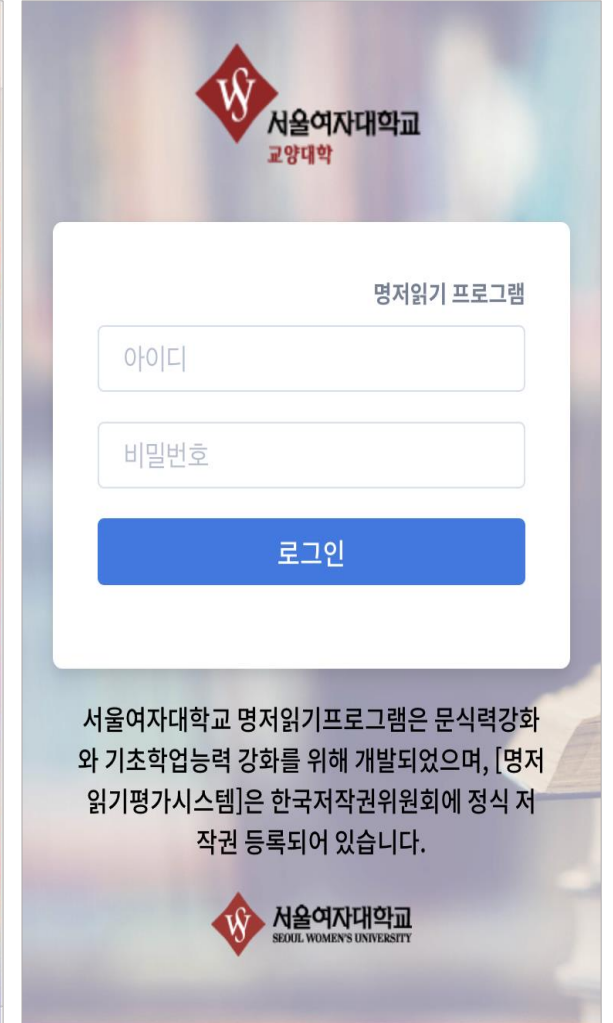 서울여자대학교
교양대학
명저읽기 프로그램
아이디
비밀번호
로그인
서울여자대학교 명저읽기프로그램은 문식력강화
와 기초학업능력 강화를 위해 개발되었으며, [명저
읽기평가시스템]은 한국저작권위원회에 정식 저
작권 등록되어 있습니다.
서울여자대학교
SEOUL WOMEN'S UNIVERSITY